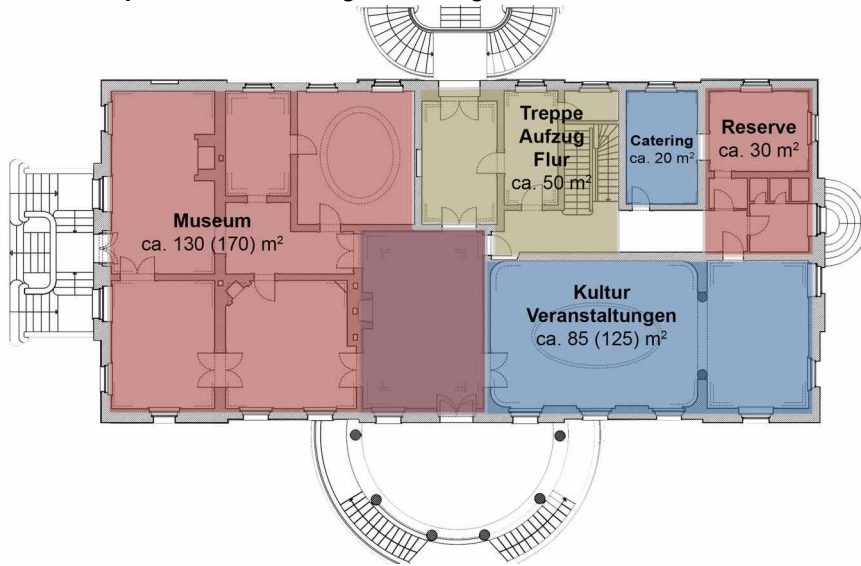 Treppe
Aufzug
Flur
ca. 50 m²
Catering
ca. 20 m²
Reserve
ca. 30 m²
Museum
ca. 130 (170) m²
Kultur
Veranstaltungen
ca. 85 (125) m²